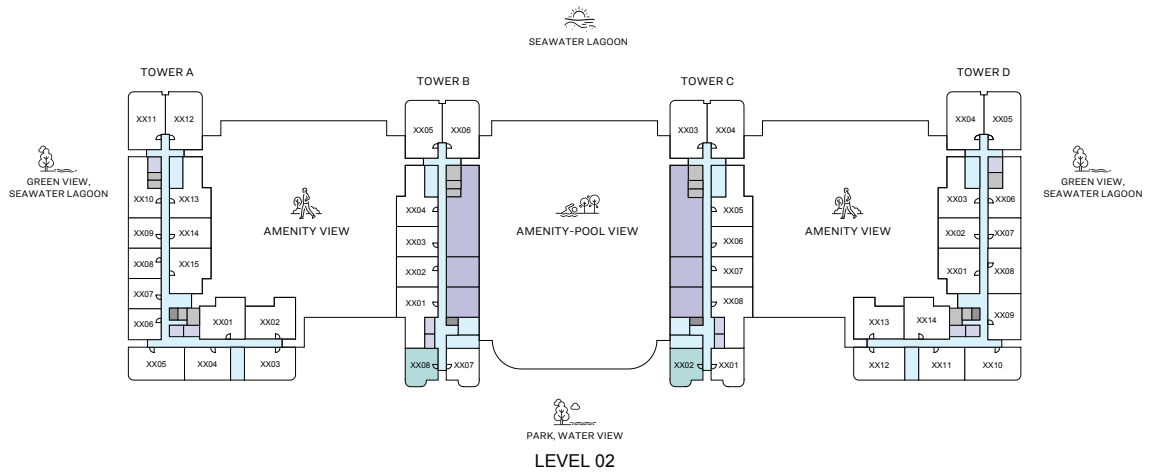 SEAWATER LAGOON
TOWER A
TOWER B
TOWER C
TOWER D
XX11
XX12
XX05
XX06
XX03
XX04
XX04
XX05
GREEN VIEW,
SEAWATER LAGOON
GREEN VIEW,
SEAWATER LAGOON
XX10
XX13
XX04
XX05
XX03
XX06
AMENITY VIEW
AMENITY-POOL VIEW
AMENITY VIEW
XX09
XX14
XX03
XX06
XX02
XX07
XX08
XX15
XX02
XX07
XX01
XX08
XX07
XX01
XX08
XX09
XX06
XX01
XX02
XX13
XX14
XX05
XX04
XX03
XX08
XX07
XX02
XX01
XX12
XX11
XX10
PARK, WATER VIEW
LEVEL 02